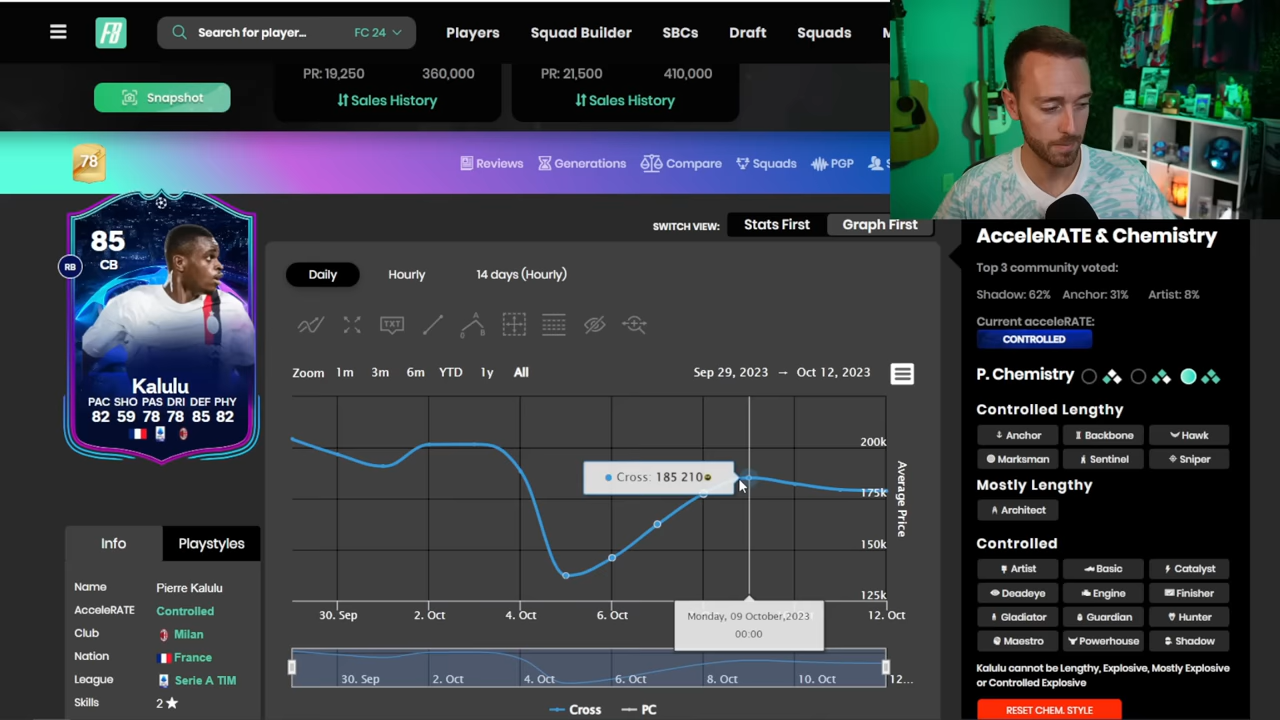 FB
Search for player...
FC 24
Players
Squad Builder
SBCs
Draft
Squads
M
Snapshot
PR: 19,250
360,000
Sales History
PR: 21,500
410,000
Sales History
78
Reviews
Generations
Compare
Squads
PGP
S
SWITCH VIEW:
Stats First
Graph First
85
CB
RB
Kalulu
PAC SHO PAS DRI DEF PHY
82 59 78 78 85 82
Daily
Hourly
14 days (Hourly)
TXT
Zoom 1m 3m 6m YTD 1y All
Sep 29, 2023 → Oct 12, 2023
200k
175k
150k
125k
Average Price
Cross: 185 210
30. Sep
2. Oct
4. Oct
6. Oct
12. Oct
Monday, 09 October,2023
00:00
30. Sep
2. Oct
4. Oct
6. Oct
8. Oct
10. Oct
12...
Cross
PC
Info
Playstyles
Name
Pierre Kalulu
AcceleRATE
Controlled
Club
Milan
Nation
France
League
Serie A TIM
Skills
2
AcceleRATE & Chemistry
Top 3 community voted:
Shadow: 62% Anchor: 31% Artist: 8%
Current acceleRATE:
CONTROLLED
P. Chemistry
Controlled Lengthy
Anchor
Backbone
Hawk
Marksman
Sentinel
Sniper
Mostly Lengthy
Architect
Controlled
Artist
Basic
Catalyst
Deadeye
Engine
Finisher
Gladiator
Guardian
Hunter
Maestro
Powerhouse
Shadow
Kalulu cannot be Lengthy, Explosive, Mostly Explosive
or Controlled Explosive
RESET CHEM. STYLE